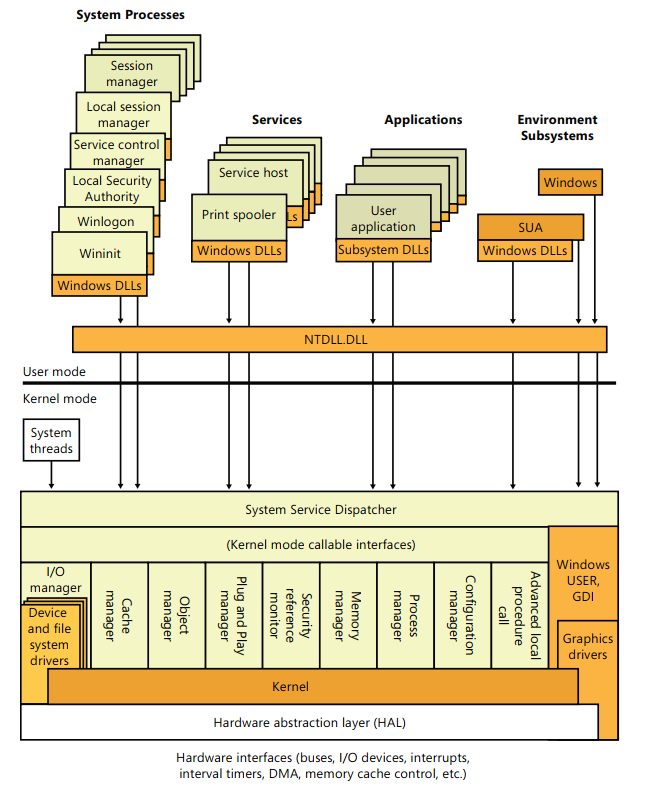 System Processes
Session
manager
Local session
manager
Service control
manager
Local Security
Authority
Winlogon
Wininit
Windows DLLs
Services
Service host
Ls
Print spooler
Windows DLLs
Applications
User
application
Subsystem DLLs
Environment
Subsystems
Windows
SUA
Windows DLLs
NTDLL.DLL
User mode
Kernel mode
System
threads
System Service Dispatcher
(Kernel mode callable interfaces)
I/O
manager
Device
and file
system
drivers
Cache
manager
Object
manager
Plug and Play
manager
Security
reference
monitor
Memory
manager
Process
manager
Configuration
manager
Advanced local
procedure
call
Windows
USER,
GDI
Graphics
drivers
Kernel
Hardware abstraction layer (HAL)
Hardware interfaces (buses, I/O devices, interrupts,
interval timers, DMA, memory cache control, etc.)